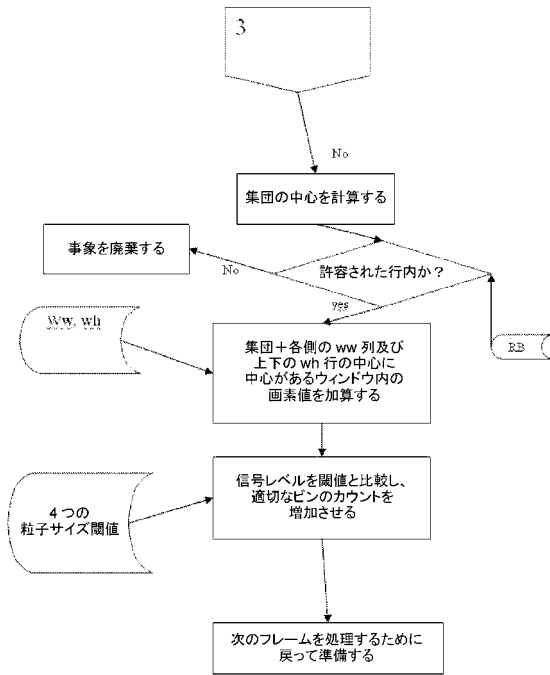 3
No
集団の中心を計算する
事象を廃棄する
No
許容された行内か？
yes
Ww, wh
集団＋各側の ww 列及び
上下の wh 行の中心に
中心があるウィンドウ内の
画素値を加算する
RB
信号レベルを閾値と比較し、
適切なビンのカウントを
増加させる
４つの
粒子サイズ閾値
次のフレームを処理するために
戻って準備する